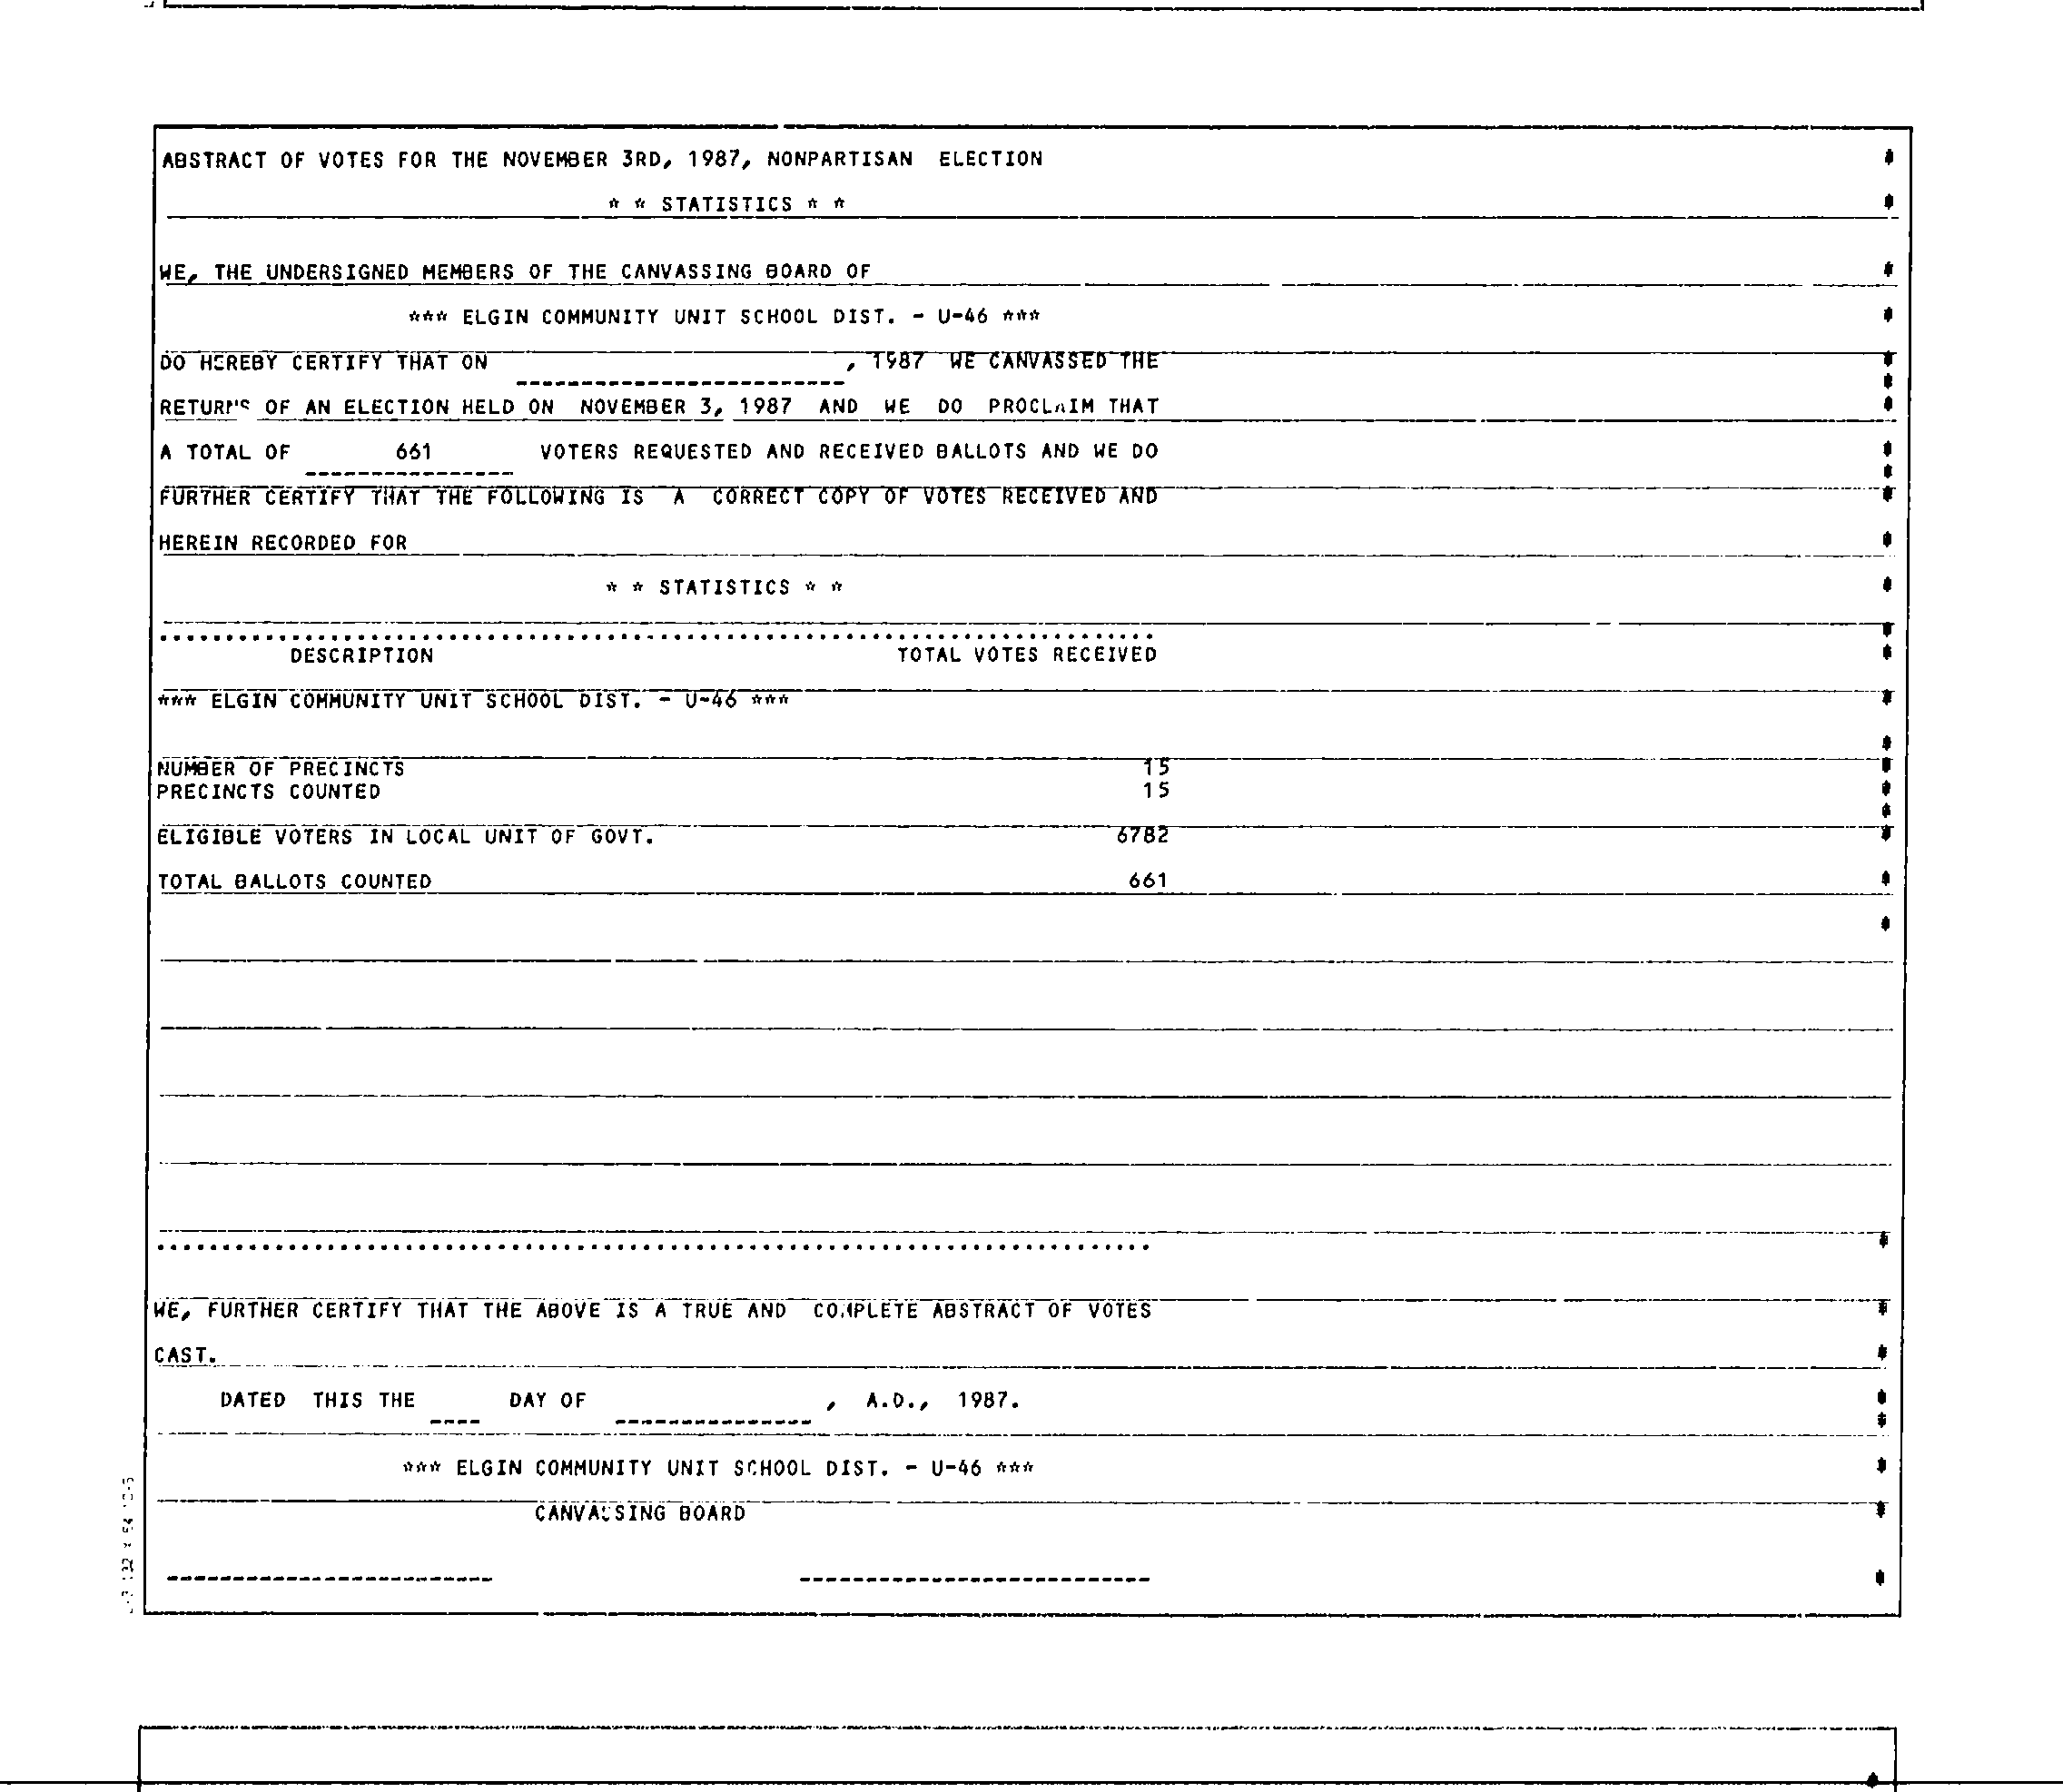 ABSTRACT OF VOTES FOR THE NOVEMBER 3RD, 1987, NONPARTISAN ELECTION
* * STATISTICS * *
WE, THE UNDERSIGNED MEMBERS OF THE CANVASSING BOARD OF
*** ELGIN COMMUNITY UNIT SCHOOL DIST. - U-46 ***
DO HEREBY CERTIFY THAT ON , 1987 WE CANVASSED THE
RETURNS OF AN ELECTION HELD ON NOVEMBER 3, 1987 AND WE DO PROCLAIM THAT
A TOTAL OF 661 VOTERS REQUESTED AND RECEIVED BALLOTS AND WE DO
FURTHER CERTIFY THAT THE FOLLOWING IS A CORRECT COPY OF VOTES RECEIVED AND
HEREIN RECORDED FOR
* * STATISTICS * *
DESCRIPTION TOTAL VOTES RECEIVED
*** ELGIN COMMUNITY UNIT SCHOOL DIST. - U-46 ***
NUMBER OF PRECINCTS 15
PRECINCTS COUNTED 15
ELIGIBLE VOTERS IN LOCAL UNIT OF GOVT. 6782
TOTAL BALLOTS COUNTED 661
WE, FURTHER CERTIFY THAT THE ABOVE IS A TRUE AND COMPLETE ABSTRACT OF VOTES
CAST.
DATED THIS THE DAY OF , A.D., 1987.
*** ELGIN COMMUNITY UNIT SCHOOL DIST. - U-46 ***
CANVASSING BOARD